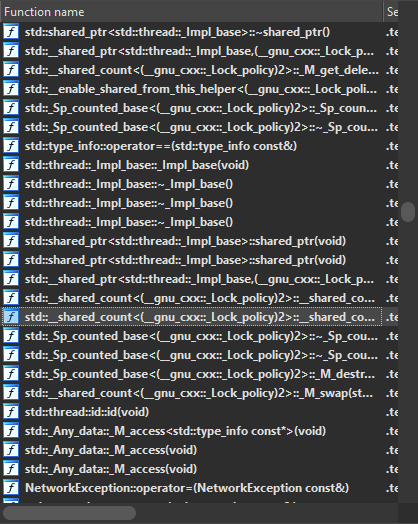 Function name Se
std::shared_ptr<std::thread::_Impl_base>::~shared_ptr() .te
std::__shared_ptr<std::thread::_Impl_base,(__gnu_cxx::_Lock_p... .te
std::__shared_count<(__gnu_cxx::_Lock_policy)2>::_M_get_dele... .te
std::__enable_shared_from_this_helper<(__gnu_cxx::_Lock_poli... .te
std::_Sp_counted_base<(__gnu_cxx::_Lock_policy)2>::_Sp_coun... .te
std::_Sp_counted_base<(__gnu_cxx::_Lock_policy)2>::~_Sp_cou... .te
std::type_info::operator==(std::type_info const&) .te
std::thread::_Impl_base::_Impl_base(void) .te
std::thread::_Impl_base::~_Impl_base() .te
std::thread::_Impl_base::~_Impl_base() .te
std::thread::_Impl_base::~_Impl_base() .te
std::shared_ptr<std::thread::_Impl_base>::shared_ptr(void) .te
std::shared_ptr<std::thread::_Impl_base>::shared_ptr(void) .te
std::__shared_ptr<std::thread::_Impl_base,(__gnu_cxx::_Lock_p... .te
std::__shared_count<(__gnu_cxx::_Lock_policy)2>::__shared_co... .te
std::__shared_count<(__gnu_cxx::_Lock_policy)2>::__shared_co... .te
std::_Sp_counted_base<(__gnu_cxx::_Lock_policy)2>::~_Sp_cou... .te
std::_Sp_counted_base<(__gnu_cxx::_Lock_policy)2>::~_Sp_cou... .te
std::_Sp_counted_base<(__gnu_cxx::_Lock_policy)2>::_M_destr... .te
std::__shared_count<(__gnu_cxx::_Lock_policy)2>::_M_swap(st... .te
std::thread::id::id(void) .te
std::_Any_data::_M_access<std::type_info const*>(void) .te
std::_Any_data::_M_access(void) .te
std::_Any_data::_M_access(void) .te
NetworkException::operator=(NetworkException const&) .te